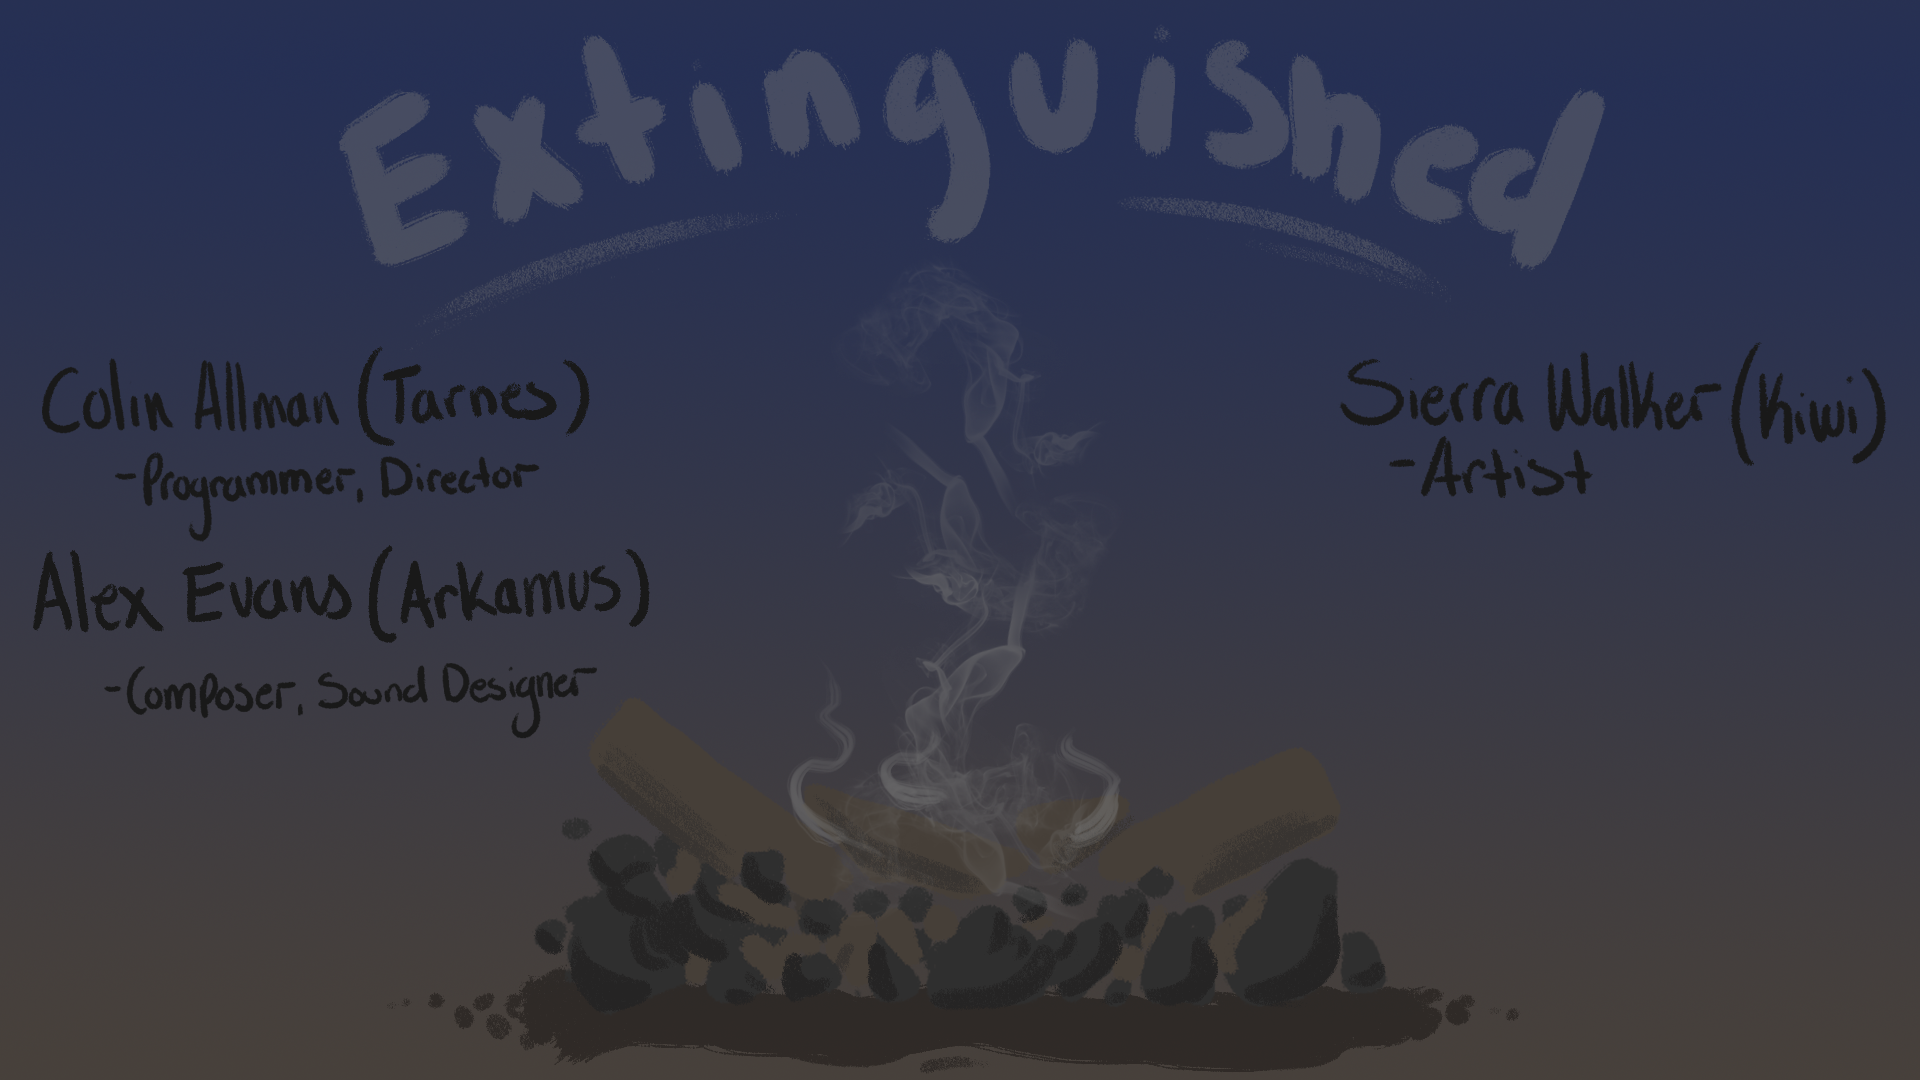 Extinguished
Colin Allman (Tarnes)
-Programmer, Director
Alex Evans (Arkamus)
-Composer, Sound Designer
Sierra Walker (Kiwi)
-Artist